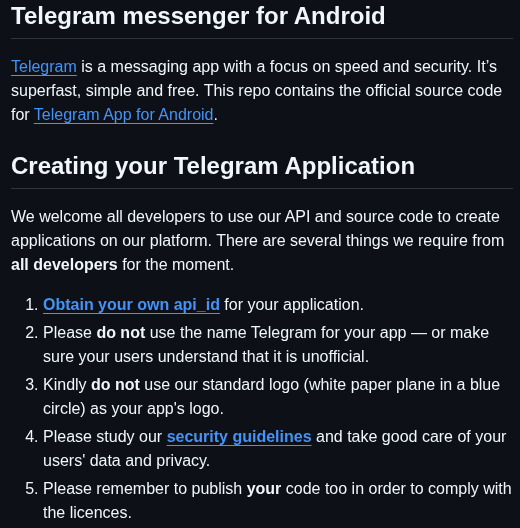 Telegram messenger for Android
Telegram is a messaging app with a focus on speed and security. It’s
superfast, simple and free. This repo contains the official source code
for Telegram App for Android.
Creating your Telegram Application
We welcome all developers to use our API and source code to create
applications on our platform. There are several things we require from
all developers for the moment.
1. Obtain your own api_id for your application.
2. Please do not use the name Telegram for your app — or make
sure your users understand that it is unofficial.
3. Kindly do not use our standard logo (white paper plane in a blue
circle) as your app's logo.
4. Please study our security guidelines and take good care of your
users' data and privacy.
5. Please remember to publish your code too in order to comply with
the licences.